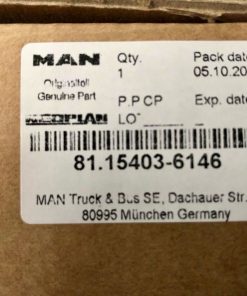 MAN Qty. Pack date
Originalteil 1 05.10.20
Genuine Part P.P CP Exp. date
NEOPLAN LO
81.15403-6146
MAN Truck & Bus SE, Dachauer Str.
80995 München Germany